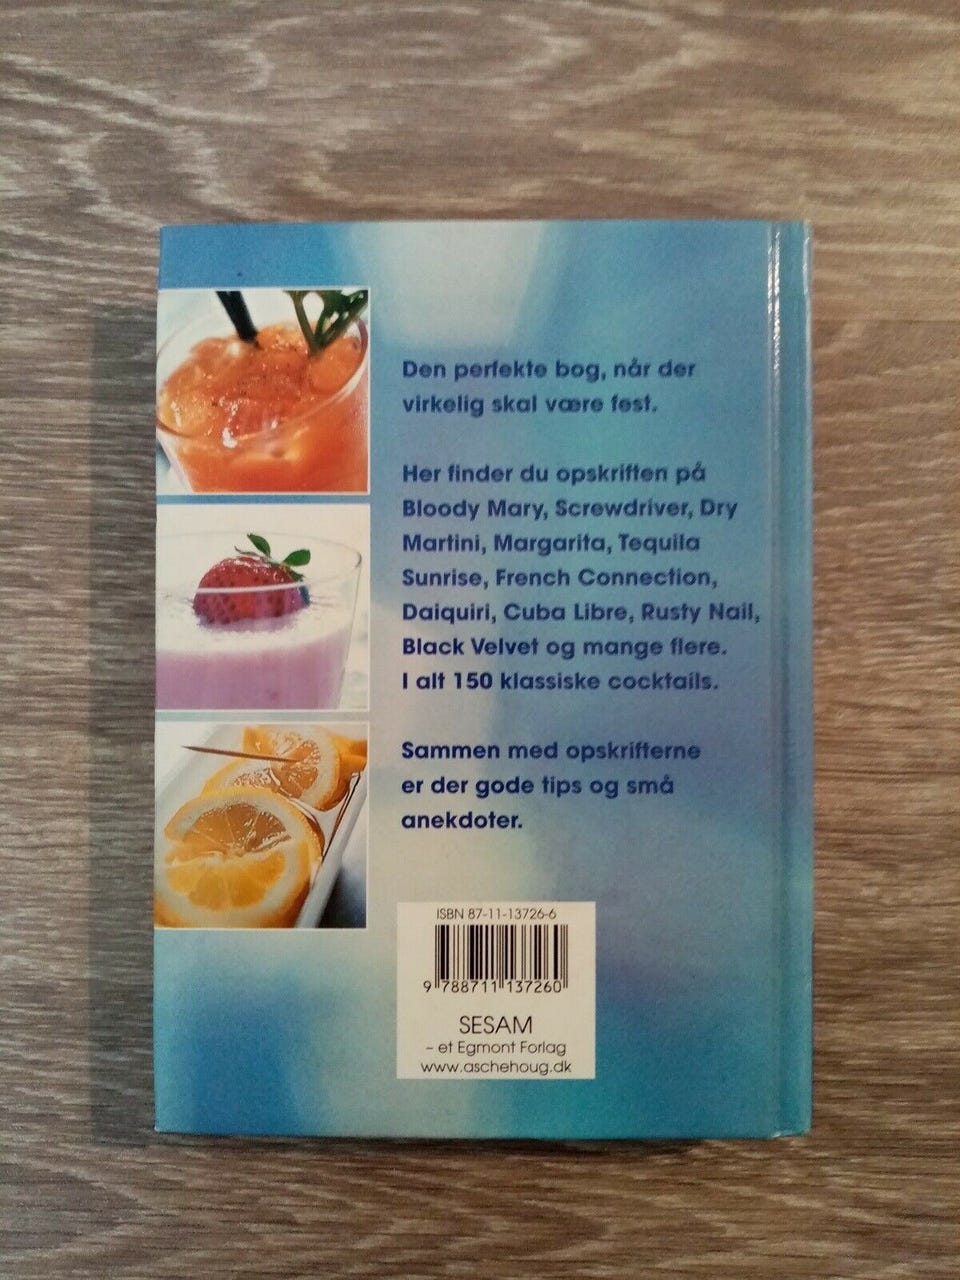 Den perfekte bog, når der
virkelig skal være fest.
Her finder du opskriften på
Bloody Mary, Screwdriver, Dry
Martini, Margarita, Tequila
Sunrise, French Connection,
Daiquiri, Cuba Libre, Rusty Nail,
Black Velvet og mange flere.
I alt 150 klassiske cocktails.
Sammen med opskrifterne
er der gode tips og små
anekdoter.
ISBN 87-11-13726-6
9 788711 137260
SESAM
– et Egmont Forlag
www.aschehoug.dk